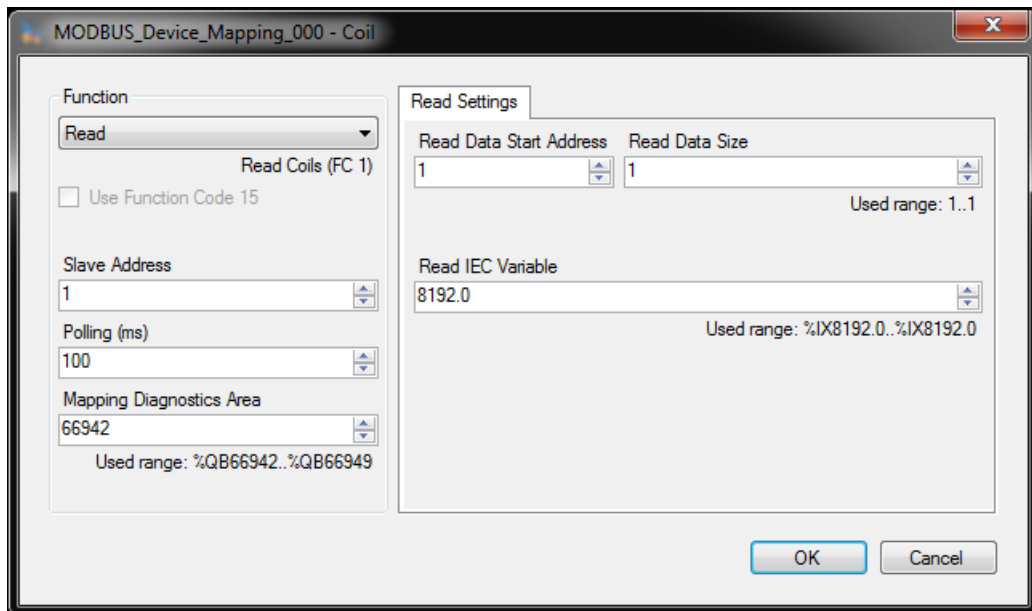 MODBUS_Device_Mapping_000 - Coil
Function
Read
Read Coils (FC 1)
Use Function Code 15
Slave Address
1
Polling (ms)
100
Mapping Diagnostics Area
66942
Used range: %QB66942..%QB66949
Read Settings
Read Data Start Address Read Data Size
1 1
Used range: 1..1
Read IEC Variable
8192.0
Used range: %IX8192.0..%IX8192.0
OK Cancel